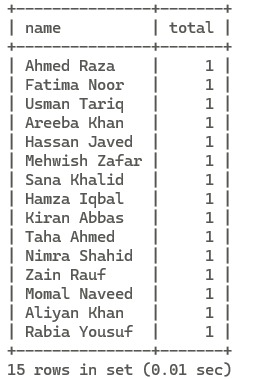 +---------------+-------+
| name          | total |
+---------------+-------+
| Ahmed Raza    |     1 |
| Fatima Noor   |     1 |
| Usman Tariq   |     1 |
| Areeba Khan   |     1 |
| Hassan Javed  |     1 |
| Mehwish Zafar |     1 |
| Sana Khalid   |     1 |
| Hamza Iqbal   |     1 |
| Kiran Abbas   |     1 |
| Taha Ahmed    |     1 |
| Nimra Shahid  |     1 |
| Zain Rauf     |     1 |
| Momal Naveed  |     1 |
| Aliyan Khan   |     1 |
| Rabia Yousuf  |     1 |
+---------------+-------+
15 rows in set (0.01 sec)